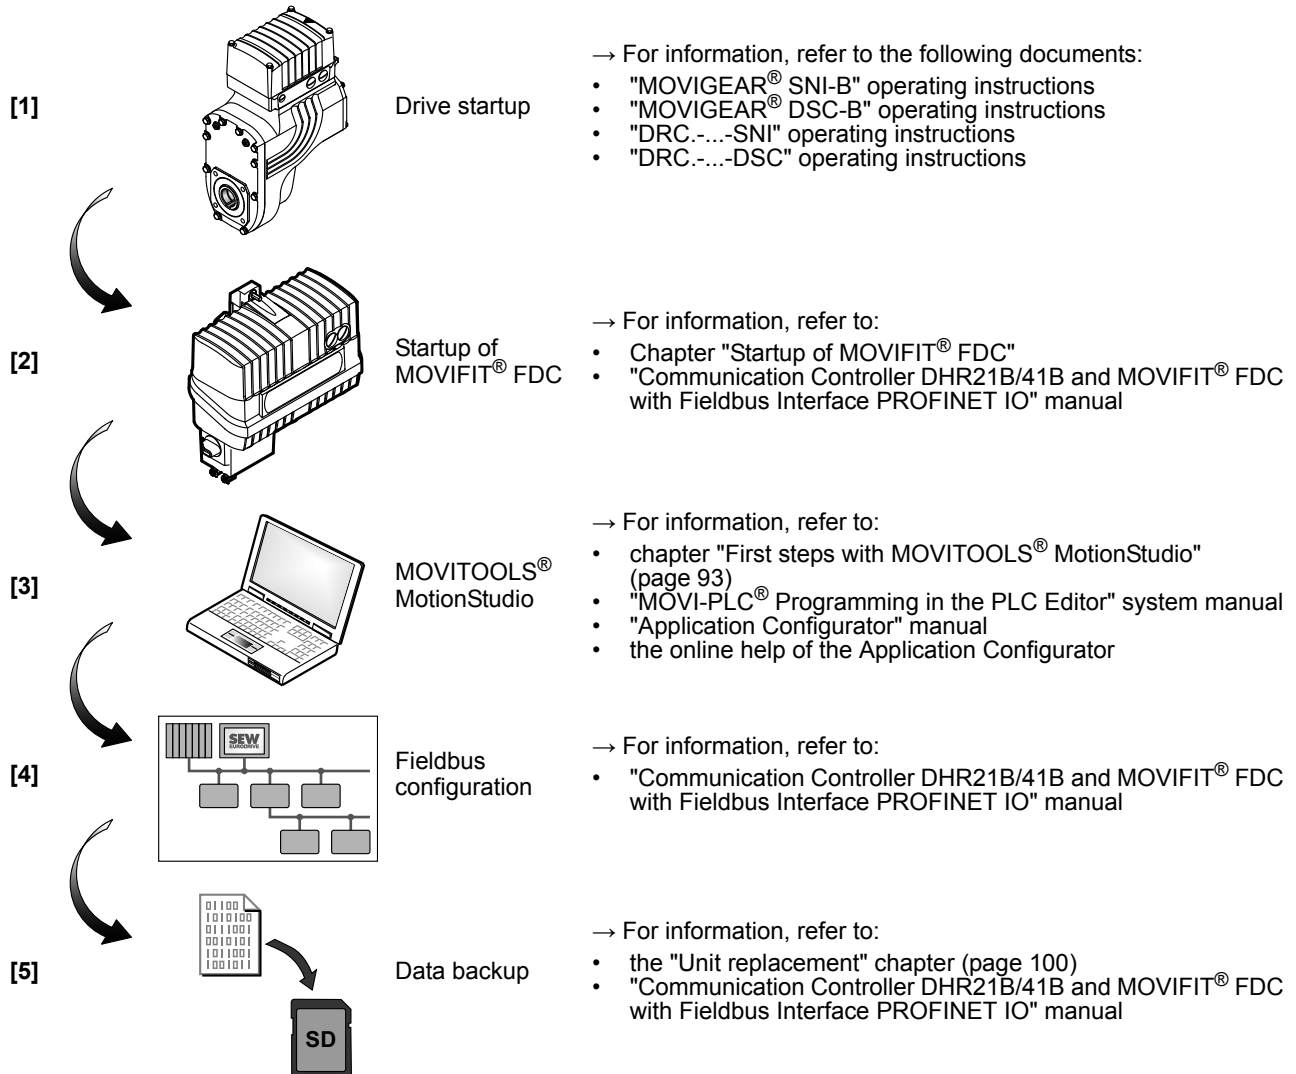 [1]
Drive startup
→ For information, refer to the following documents:
• "MOVIGEAR® SNI-B" operating instructions
• "MOVIGEAR® DSC-B" operating instructions
• "DRC.-...-SNI" operating instructions
• "DRC.-...-DSC" operating instructions
[2]
Startup of
MOVIFIT® FDC
→ For information, refer to:
• Chapter "Startup of MOVIFIT® FDC"
• "Communication Controller DHR21B/41B and MOVIFIT® FDC
with Fieldbus Interface PROFINET IO" manual
[3]
MOVITOOLS®
MotionStudio
→ For information, refer to:
• chapter "First steps with MOVITOOLS® MotionStudio"
(page 93)
• "MOVI-PLC® Programming in the PLC Editor" system manual
• "Application Configurator" manual
• the online help of the Application Configurator
[4]
SEW
EURODRIVE
Fieldbus
configuration
→ For information, refer to:
• "Communication Controller DHR21B/41B and MOVIFIT® FDC
with Fieldbus Interface PROFINET IO" manual
[5]
SD
Data backup
→ For information, refer to:
• the "Unit replacement" chapter (page 100)
• "Communication Controller DHR21B/41B and MOVIFIT® FDC
with Fieldbus Interface PROFINET IO" manual